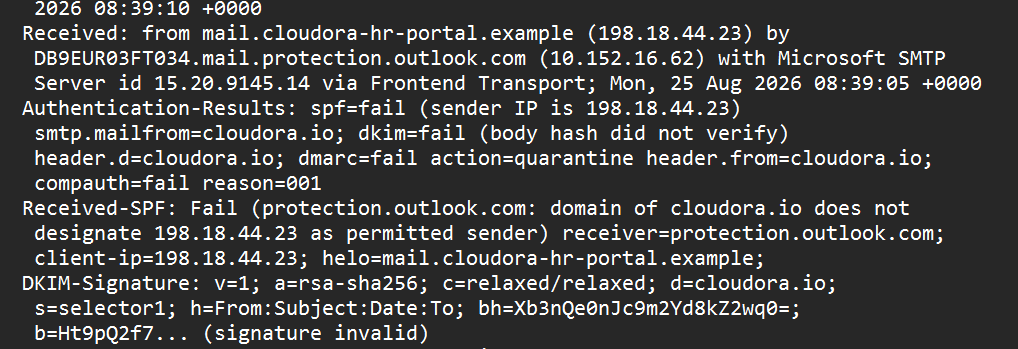 2026 08:39:10 +0000
Received: from mail.cloudora-hr-portal.example (198.18.44.23) by
DB9EUR03FT034.mail.protection.outlook.com (10.152.16.62) with Microsoft SMTP
Server id 15.20.9145.14 via Frontend Transport; Mon, 25 Aug 2026 08:39:05 +0000
Authentication-Results: spf=fail (sender IP is 198.18.44.23)
smtp.mailfrom=cloudora.io; dkim=fail (body hash did not verify)
header.d=cloudora.io; dmarc=fail action=quarantine header.from=cloudora.io;
compauth=fail reason=001
Received-SPF: Fail (protection.outlook.com: domain of cloudora.io does not
designate 198.18.44.23 as permitted sender) receiver=protection.outlook.com;
client-ip=198.18.44.23; helo=mail.cloudora-hr-portal.example;
DKIM-Signature: v=1; a=rsa-sha256; c=relaxed/relaxed; d=cloudora.io;
s=selector1; h=From:Subject:Date:To; bh=Xb3nQe0nJc9m2Yd8kZ2wq0=;
b=Ht9pQ2f7... (signature invalid)